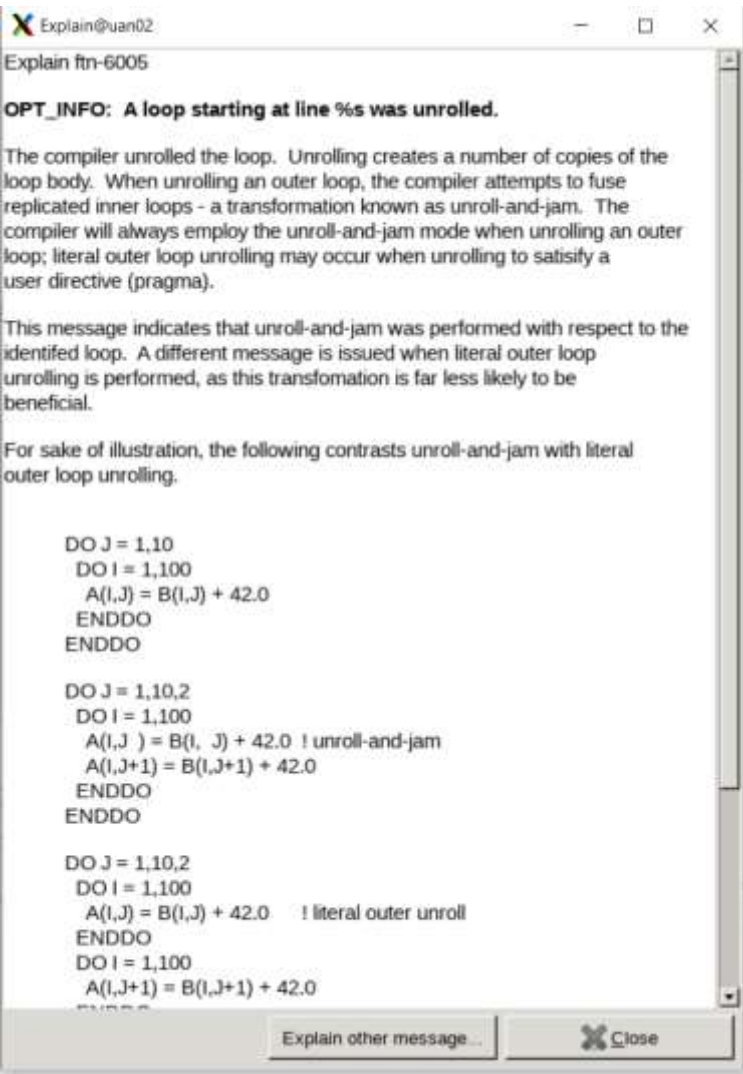 Explain@uan02
Explain ftn-6005
OPT_INFO:  A loop starting at line %s was unrolled.
The compiler unrolled the loop.  Unrolling creates a number of copies of the
loop body.  When unrolling an outer loop, the compiler attempts to fuse
replicated inner loops - a transformation known as unroll-and-jam.  The
compiler will always employ the unroll-and-jam mode when unrolling an outer
loop; literal outer loop unrolling may occur when unrolling to satisify a
user directive (pragma).
This message indicates that unroll-and-jam was performed with respect to the
identifed loop.  A different message is issued when literal outer loop
unrolling is performed, as this transfomation is far less likely to be
beneficial.
For sake of illustration, the following contrasts unroll-and-jam with literal
outer loop unrolling.
DO J = 1,10
DO I = 1,100
A(I,J) = B(I,J) + 42.0
ENDDO
ENDDO
DO J = 1,10,2
DO I = 1,100
A(I,J  ) = B(I,  J) + 42.0  ! unroll-and-jam
A(I,J+1) = B(I,J+1) + 42.0
ENDDO
ENDDO
DO J = 1,10,2
DO I = 1,100
A(I,J) = B(I,J) + 42.0     ! literal outer unroll
ENDDO
DO I = 1,100
A(I,J+1) = B(I,J+1) + 42.0
Explain other message...
Close